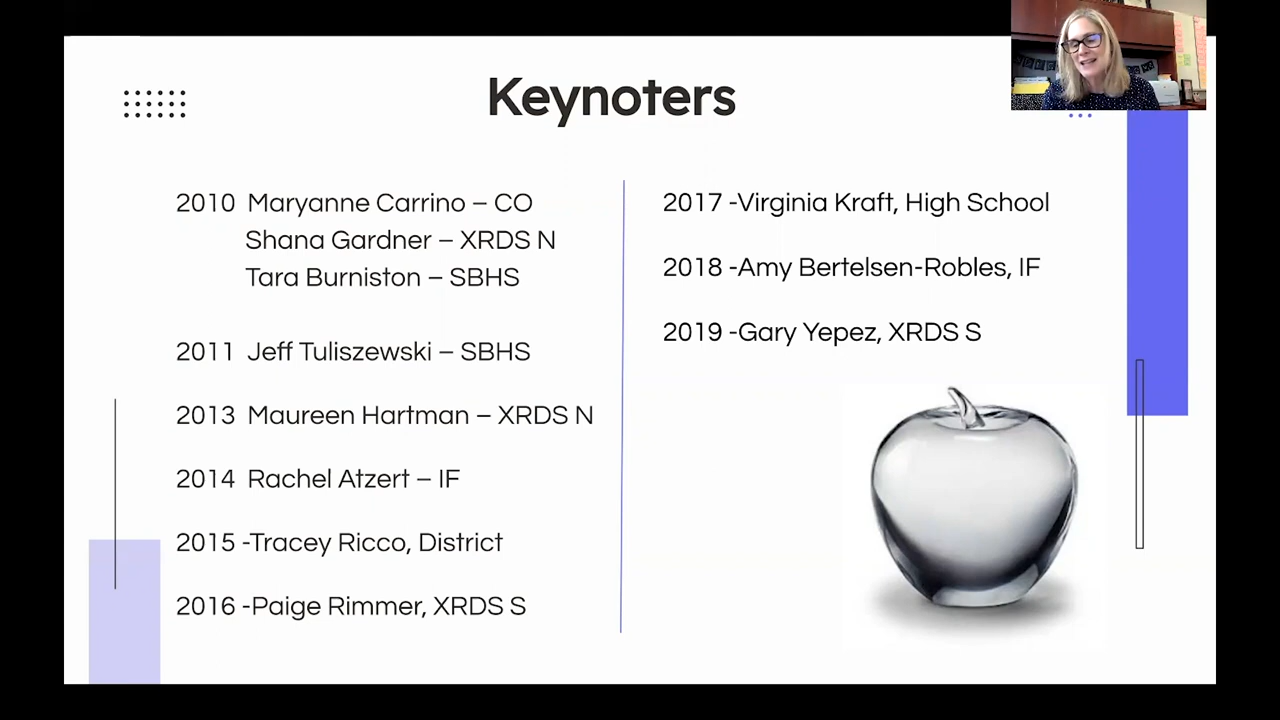 Keynoters
2010 Maryanne Carrino – CO
Shana Gardner – XRDS N
Tara Burniston – SBHS
2011 Jeff Tuliszewski – SBHS
2013 Maureen Hartman – XRDS N
2014 Rachel Atzert – IF
2015 -Tracey Ricco, District
2016 -Paige Rimmer, XRDS S
2017 -Virginia Kraft, High School
2018 -Amy Bertelsen-Robles, IF
2019 -Gary Yepez, XRDS S